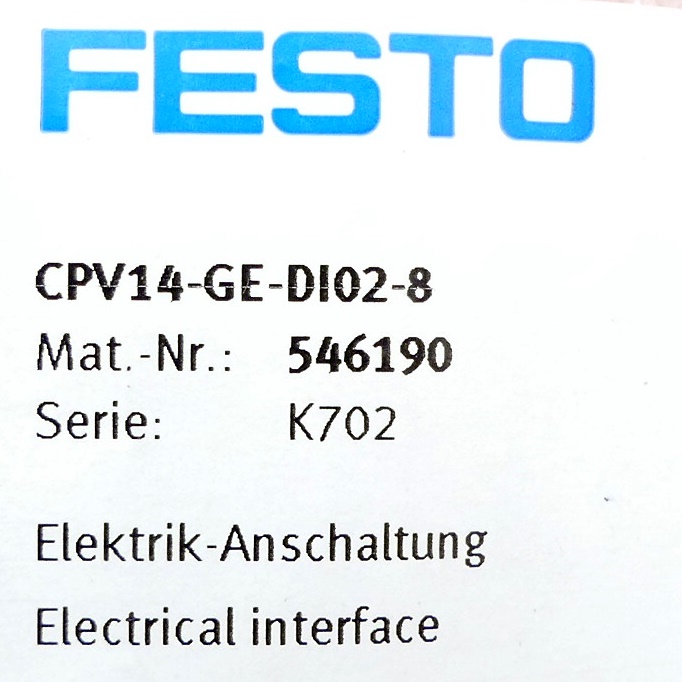 FESTO
CPV14-GE-DI02-8
Mat.-Nr.: 546190
Serie: K702
Elektrik-Anschaltung
Electrical interface